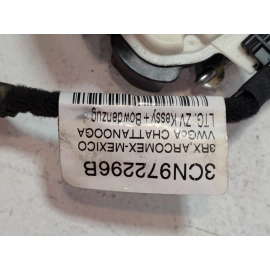 LTG. ZV Kessy + Bowdenzug
VWGoA CHATTANOOGA
3RX,ARCOMEX-MEXICO
3CN972296B